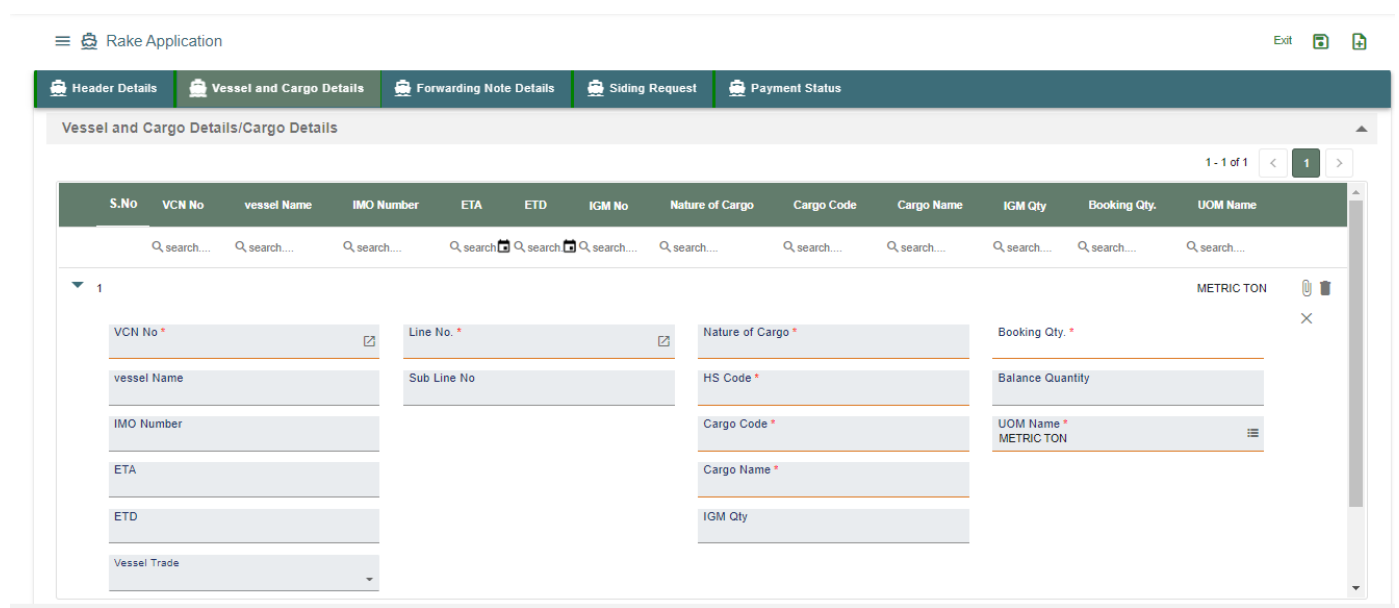 Rake Application
Exit
Header Details Vessel and Cargo Details Forwarding Note Details Siding Request Payment Status
Vessel and Cargo Details/Cargo Details
1 - 1 of 1 < 1 >
S.No VCN No vessel Name IMO Number ETA ETD IGM No Nature of Cargo Cargo Code Cargo Name IGM Qty Booking Qty. UOM Name
search.... search.... search.... search search. search.... search.... search.... search.... search.... search.... search....
1 METRIC TON
VCN No * Line No. * Nature of Cargo * Booking Qty. *
vessel Name Sub Line No HS Code * Balance Quantity
IMO Number Cargo Code * UOM Name *
METRIC TON
ETA Cargo Name *
ETD IGM Qty
Vessel Trade